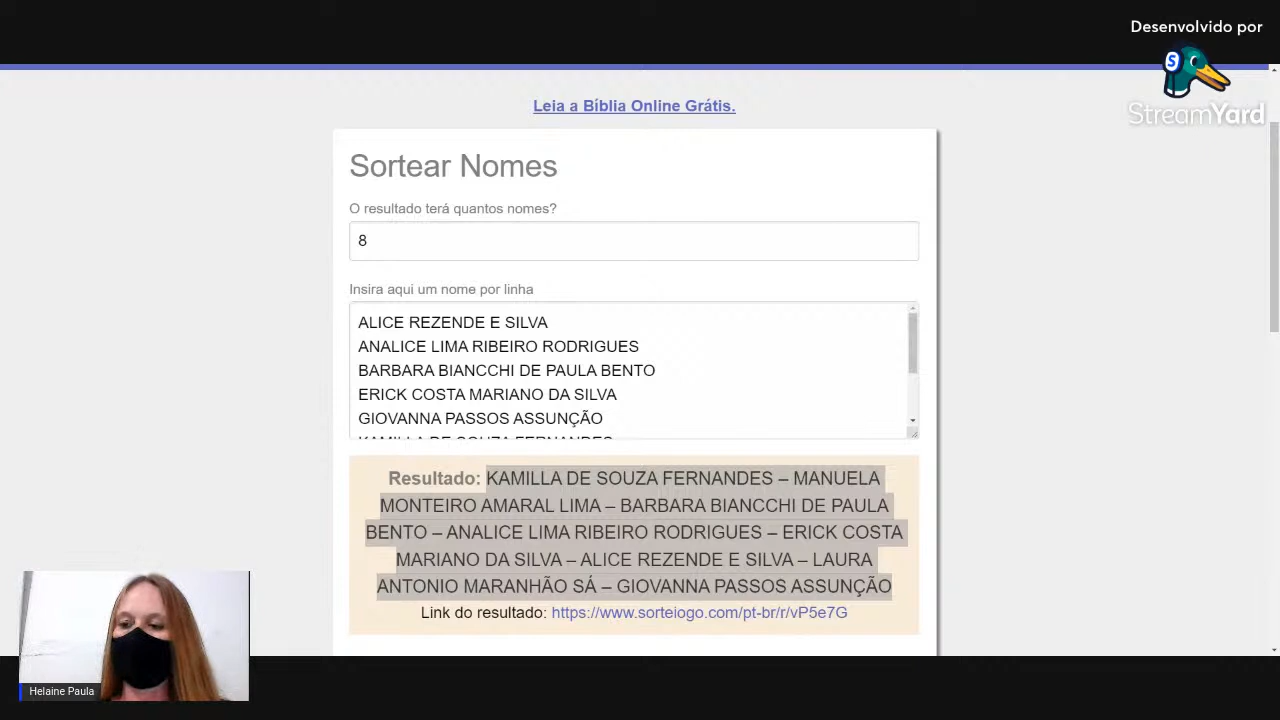 Desenvolvido por
StreamYard
Leia a Bíblia Online Grátis.
Sortear Nomes
O resultado terá quantos nomes?
8
Insira aqui um nome por linha
ALICE REZENDE E SILVA
ANALICE LIMA RIBEIRO RODRIGUES
BARBARA BIANCCHI DE PAULA BENTO
ERICK COSTA MARIANO DA SILVA
GIOVANNA PASSOS ASSUNÇÃO
KAMILLA DE SOUZA FERNANDES
Resultado: KAMILLA DE SOUZA FERNANDES – MANUELA
MONTEIRO AMARAL LIMA – BARBARA BIANCCHI DE PAULA
BENTO – ANALICE LIMA RIBEIRO RODRIGUES – ERICK COSTA
MARIANO DA SILVA – ALICE REZENDE E SILVA – LAURA
ANTONIO MARANHÃO SÁ – GIOVANNA PASSOS ASSUNÇÃO
Link do resultado: https://www.sorteiogo.com/pt-br/r/vP5e7G
Helaine Paula